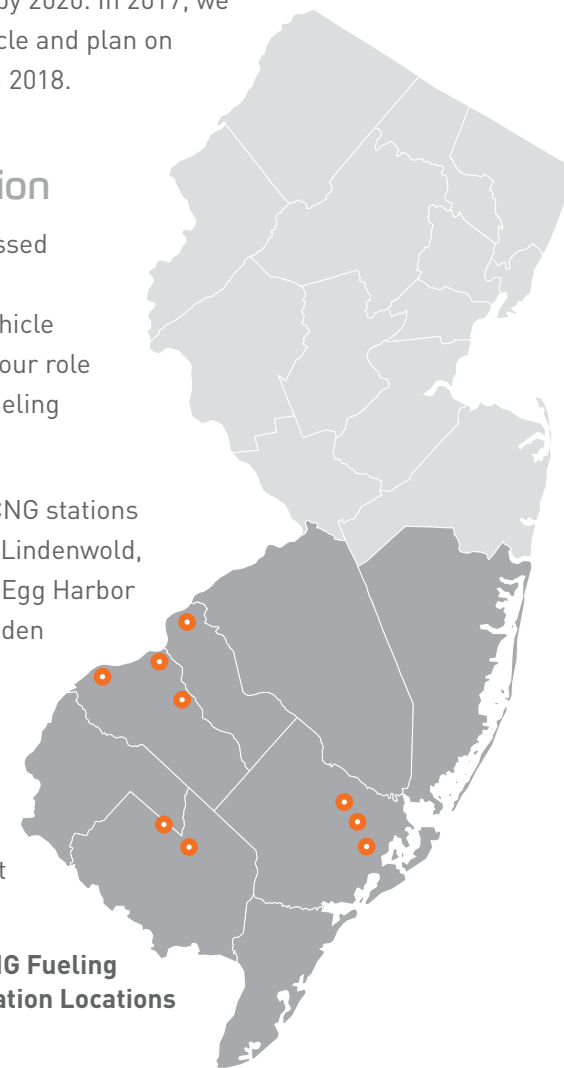 by 2020. In 2017, we
cle and plan on
2018.
ion
ssed
hicle
our role
eling
CNG stations
Lindenwold,
Egg Harbor
den
t
NG Fueling
ation Locations